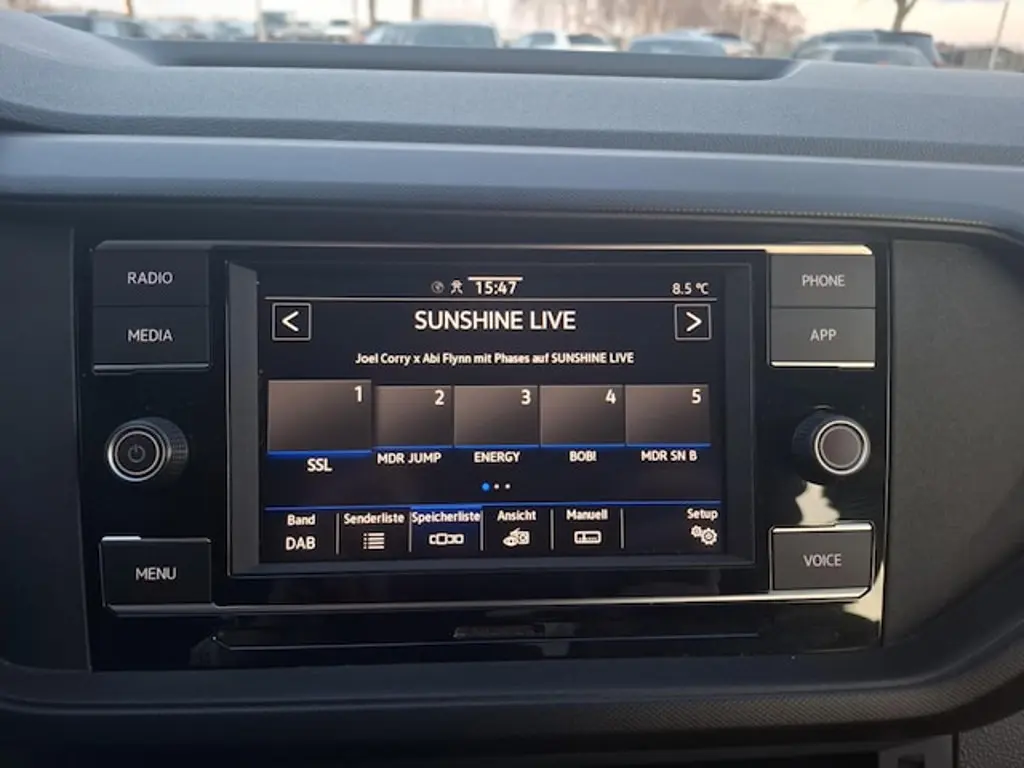 RADIO
MEDIA
MENU
15:47
8.5 °C
<
SUNSHINE LIVE
>
Joel Corry x Abi Flynn mit Phases auf SUNSHINE LIVE
1
2
3
4
5
SSL
MDR JUMP
ENERGY
BOB!
MDR SN B
Band
Senderliste
Speicherliste
Ansicht
Manuell
Setup
DAB
PHONE
APP
VOICE